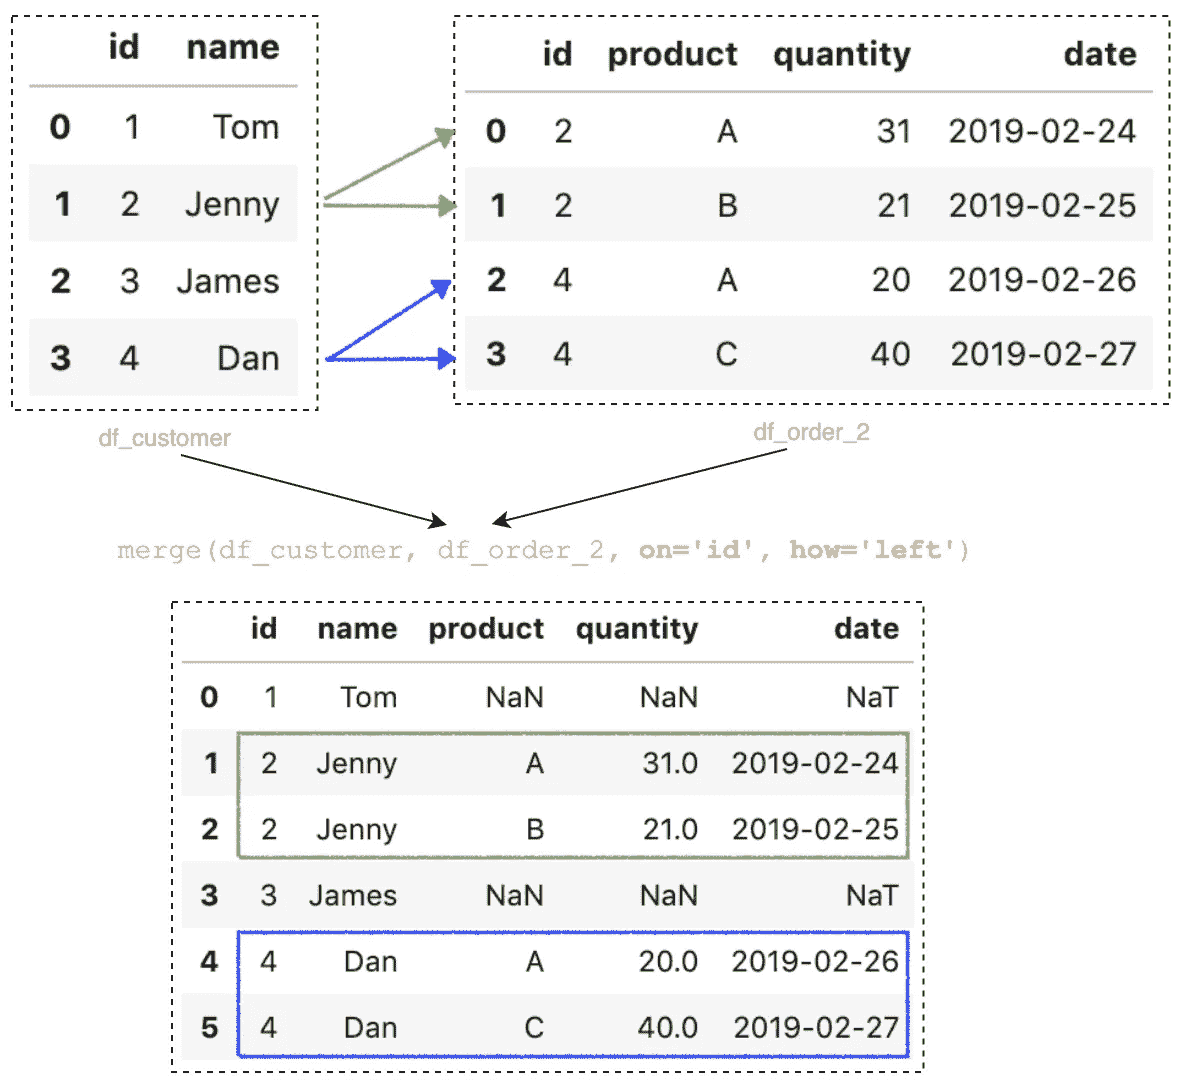 id name
0 1 Tom
1 2 Jenny
2 3 James
3 4 Dan
df_customer
id product quantity date
0 2 A 31 2019-02-24
1 2 B 21 2019-02-25
2 4 A 20 2019-02-26
3 4 C 40 2019-02-27
df_order_2
merge(df_customer, df_order_2, on='id', how='left')
id name product quantity date
0 1 Tom NaN NaN NaT
1 2 Jenny A 31.0 2019-02-24
2 2 Jenny B 21.0 2019-02-25
3 3 James NaN NaN NaT
4 4 Dan A 20.0 2019-02-26
5 4 Dan C 40.0 2019-02-27